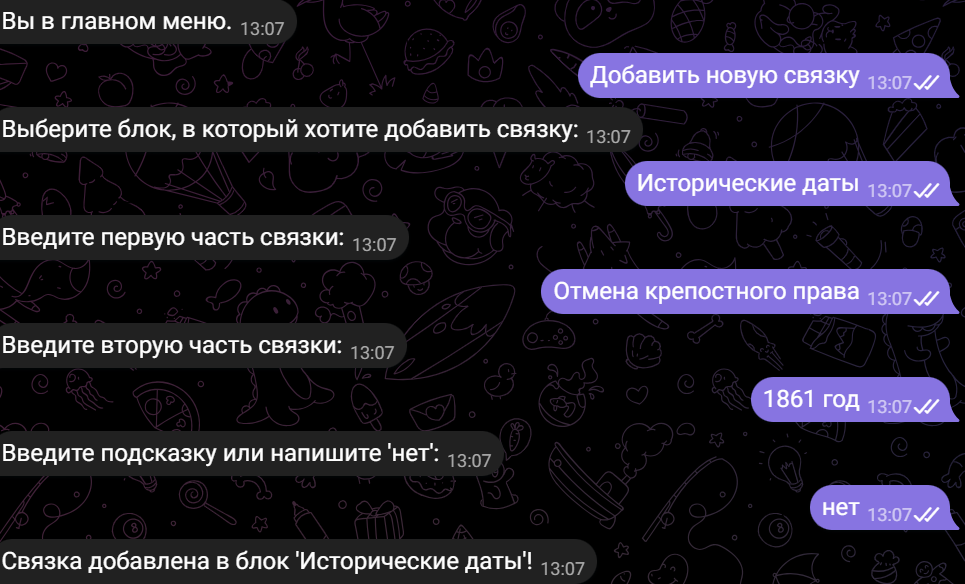 Вы в главном меню. 13:07
Добавить новую связку 13:07
Выберите блок, в который хотите добавить связку: 13:07
Исторические даты 13:07
Введите первую часть связки: 13:07
Отмена крепостного права 13:07
Введите вторую часть связки: 13:07
1861 год 13:07
Введите подсказку или напишите 'нет': 13:07
нет 13:07
Связка добавлена в блок 'Исторические даты'! 13:07